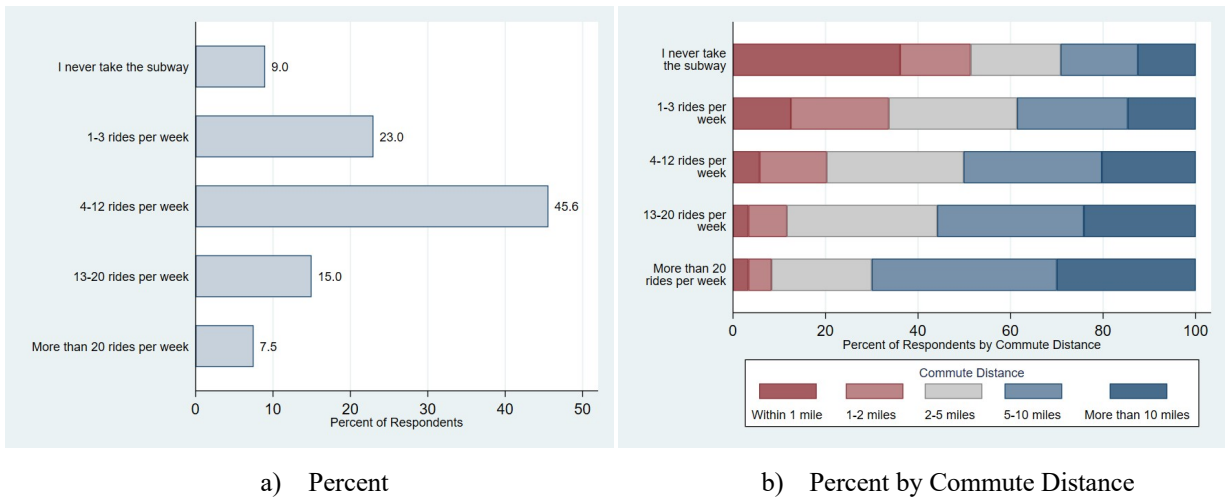 I never take the subway
9.0
1-3 rides per week
23.0
4-12 rides per week
45.6
13-20 rides per week
15.0
More than 20 rides per week
7.5
0 10 20 30 40 50
Percent of Respondents
a) Percent
I never take
the subway
1-3 rides per
week
4-12 rides per
week
13-20 rides per
week
More than 20
rides per week
0 20 40 60 80 100
Percent of Respondents by Commute Distance
Commute Distance
Within 1 mile 1-2 miles 2-5 miles 5-10 miles More than 10 miles
b) Percent by Commute Distance